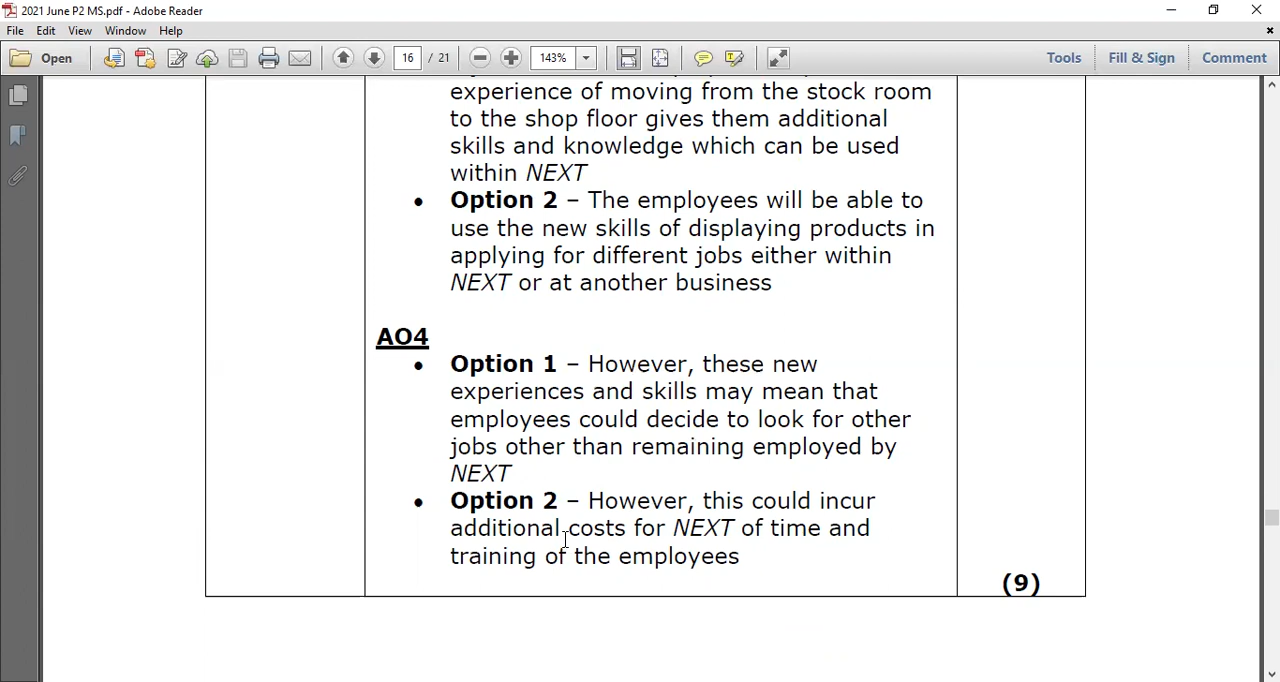 2021 June P2 MS.pdf - Adobe Reader
File Edit View Window Help
Open 16 / 21 143% Tools Fill & Sign Comment
experience of moving from the stock room
to the shop floor gives them additional
skills and knowledge which can be used
within NEXT
• Option 2 – The employees will be able to
use the new skills of displaying products in
applying for different jobs either within
NEXT or at another business
AO4
• Option 1 – However, these new
experiences and skills may mean that
employees could decide to look for other
jobs other than remaining employed by
NEXT
• Option 2 – However, this could incur
additional costs for NEXT of time and
training of the employees
(9)